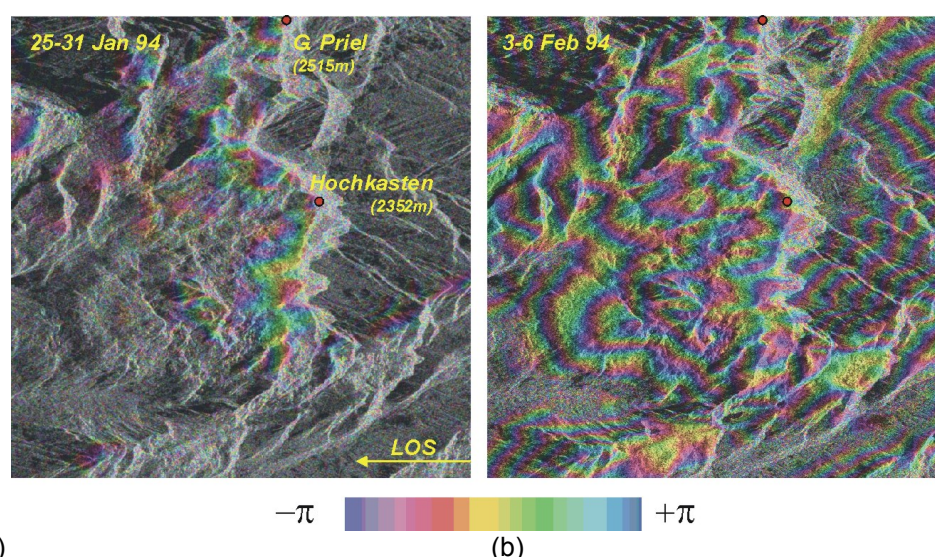 25-31 Jan 94
G. Priel
(2515m)
3-6 Feb 94
Hochkasten
(2352m)
LOS
−π
+π
)
(b)